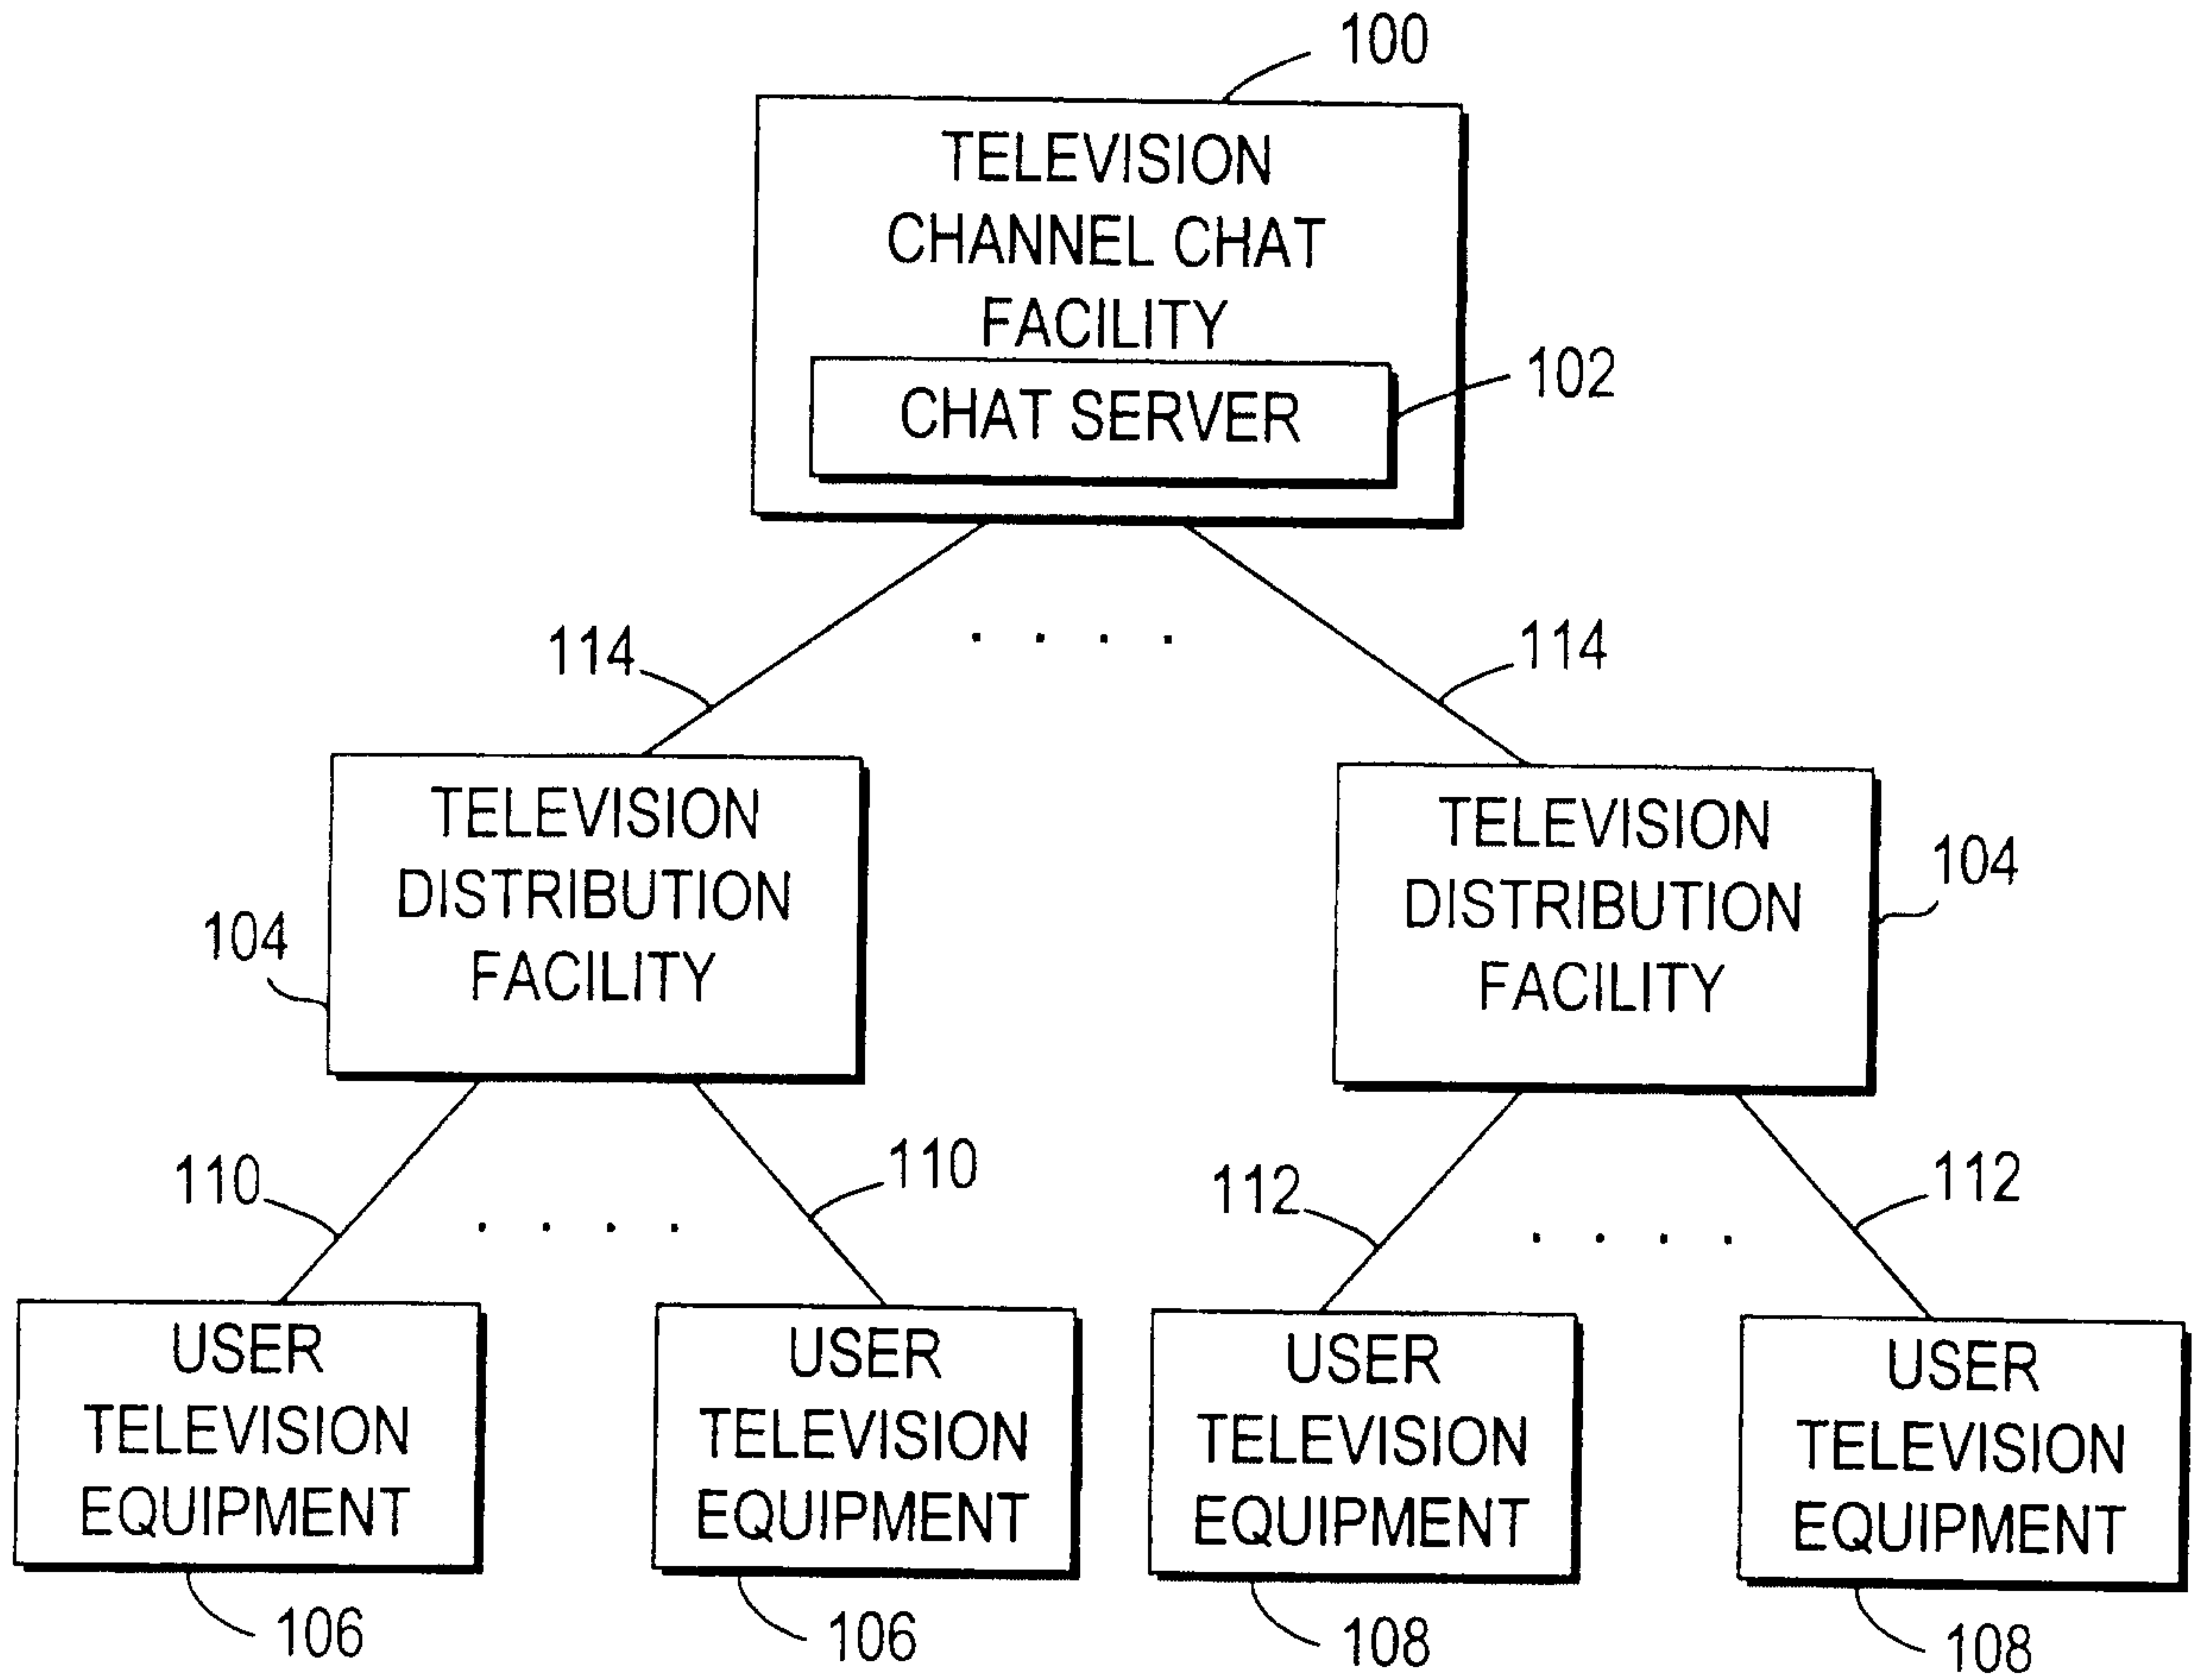 100
TELEVISION
CHANNEL CHAT
FACILITY
CHAT SERVER
102
114
114
TELEVISION
DISTRIBUTION
FACILITY
104
TELEVISION
DISTRIBUTION
FACILITY
104
110
110
112
112
USER
TELEVISION
EQUIPMENT
106
USER
TELEVISION
EQUIPMENT
106
USER
TELEVISION
EQUIPMENT
108
USER
TELEVISION
EQUIPMENT
108